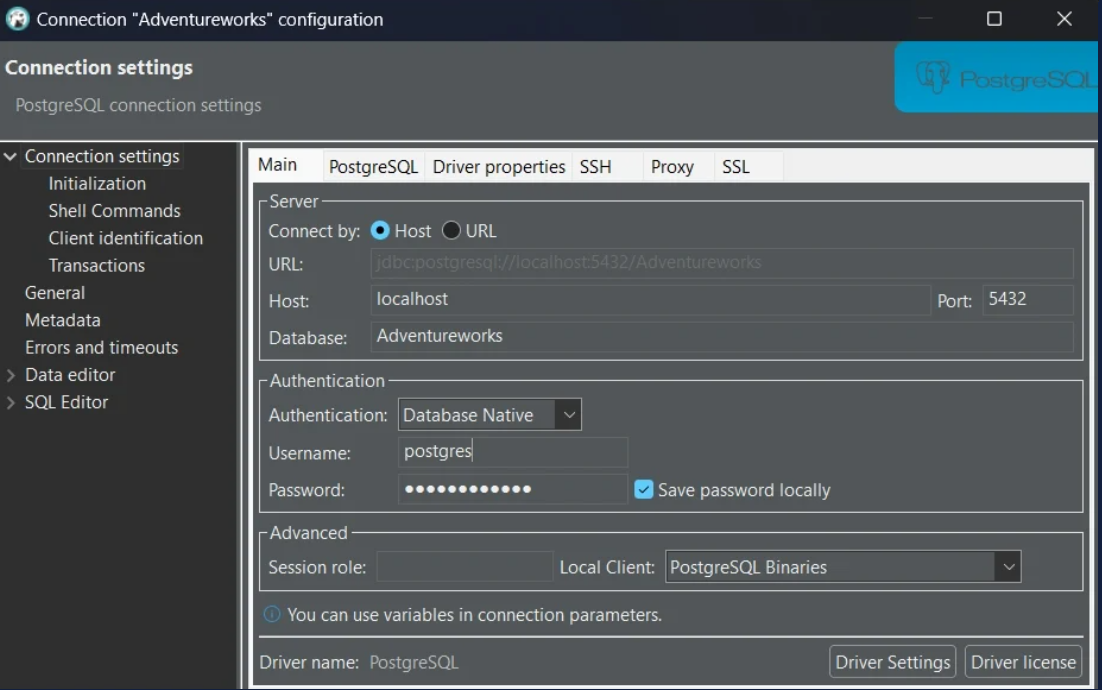 Connection "Adventureworks" configuration
Connection settings
PostgreSQL connection settings
PostgreSQL
Connection settings
Initialization
Shell Commands
Client identification
Transactions
General
Metadata
Errors and timeouts
Data editor
SQL Editor
Main PostgreSQL Driver properties SSH Proxy SSL
Server
Connect by: Host URL
URL: jdbc:postgresql://localhost:5432/Adventureworks
Host: localhost Port: 5432
Database: Adventureworks
Authentication
Authentication: Database Native
Username: postgres
Password: ●●●●●●●●●●●● Save password locally
Advanced
Session role: Local Client: PostgreSQL Binaries
You can use variables in connection parameters.
Driver name: PostgreSQL Driver Settings Driver license